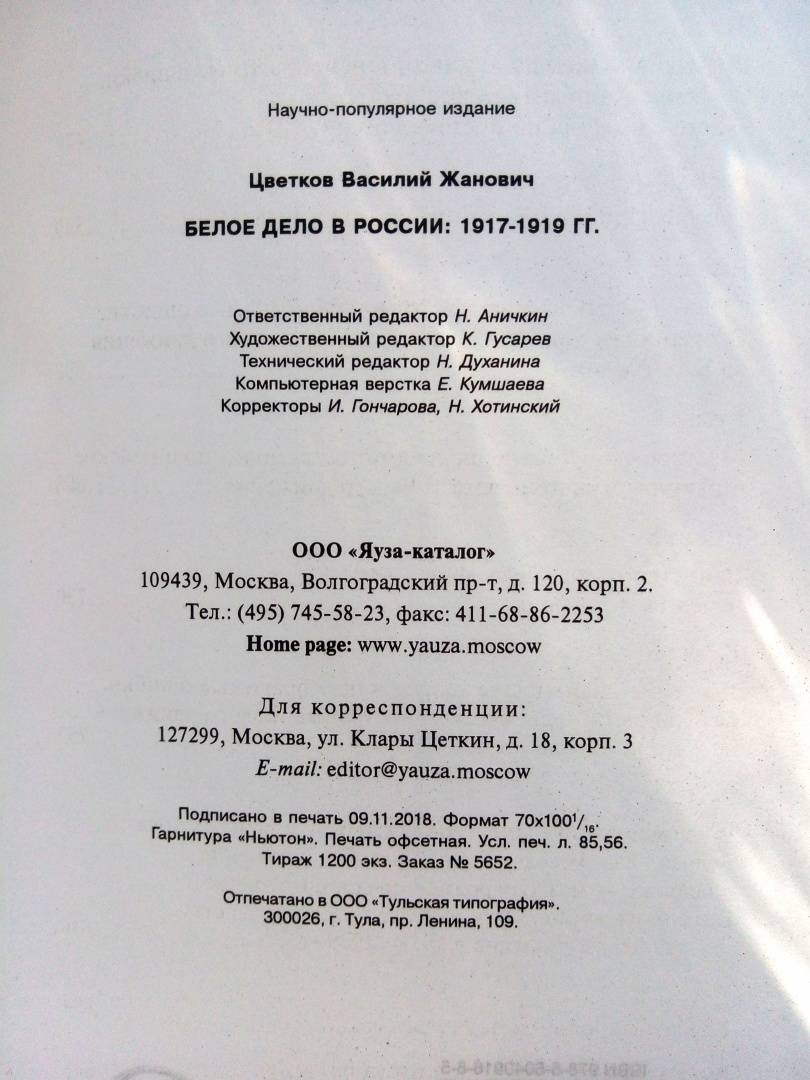 Научно-популярное издание
Цветков Василий Жанович
БЕЛОЕ ДЕЛО В РОССИИ: 1917-1919 ГГ.
Ответственный редактор Н. Аничкин
Художественный редактор К. Гусарев
Технический редактор Н. Духанина
Компьютерная верстка Е. Кумшаева
Корректоры И. Гончарова, Н. Хотинский
ООО «Яуза-каталог»
109439, Москва, Волгоградский пр-т, д. 120, корп. 2.
Тел.: (495) 745-58-23, факс: 411-68-86-2253
Home page: www.yauza.moscow
Для корреспонденции:
127299, Москва, ул. Клары Цеткин, д. 18, корп. 3
E-mail: editor@yauza.moscow
Подписано в печать 09.11.2018. Формат 70x100 1/16.
Гарнитура «Ньютон». Печать офсетная. Усл. печ. л. 85,56.
Тираж 1200 экз. Заказ № 5652.
Отпечатано в ООО «Тульская типография».
300026, г. Тула, пр. Ленина, 109.